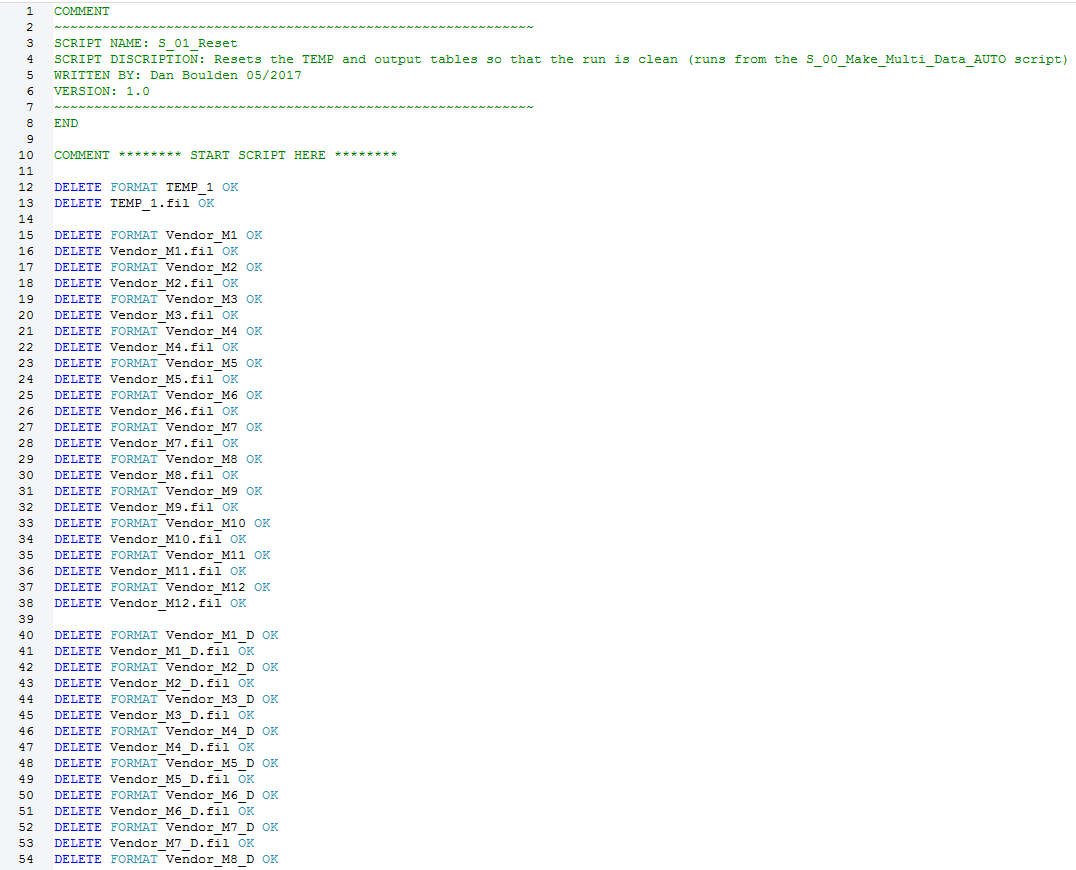 1 COMMENT
2 ~~~~~~~~~~~~~~~~~~~~~~~~~~~~~~~~~~~~~~~~~~~~~~~~~~~~~~~~~~~~
3 SCRIPT NAME: S_01_Reset
4 SCRIPT DISCRIPTION: Resets the TEMP and output tables so that the run is clean (runs from the S_00_Make_Multi_Data_AUTO script)
5 WRITTEN BY: Dan Boulden 05/2017
6 VERSION: 1.0
7 ~~~~~~~~~~~~~~~~~~~~~~~~~~~~~~~~~~~~~~~~~~~~~~~~~~~~~~~~~~~~
8 END
9
10 COMMENT ******** START SCRIPT HERE ********
11
12 DELETE FORMAT TEMP_1 OK
13 DELETE TEMP_1.fil OK
14
15 DELETE FORMAT Vendor_M1 OK
16 DELETE Vendor_M1.fil OK
17 DELETE FORMAT Vendor_M2 OK
18 DELETE Vendor_M2.fil OK
19 DELETE FORMAT Vendor_M3 OK
20 DELETE Vendor_M3.fil OK
21 DELETE FORMAT Vendor_M4 OK
22 DELETE Vendor_M4.fil OK
23 DELETE FORMAT Vendor_M5 OK
24 DELETE Vendor_M5.fil OK
25 DELETE FORMAT Vendor_M6 OK
26 DELETE Vendor_M6.fil OK
27 DELETE FORMAT Vendor_M7 OK
28 DELETE Vendor_M7.fil OK
29 DELETE FORMAT Vendor_M8 OK
30 DELETE Vendor_M8.fil OK
31 DELETE FORMAT Vendor_M9 OK
32 DELETE Vendor_M9.fil OK
33 DELETE FORMAT Vendor_M10 OK
34 DELETE Vendor_M10.fil OK
35 DELETE FORMAT Vendor_M11 OK
36 DELETE Vendor_M11.fil OK
37 DELETE FORMAT Vendor_M12 OK
38 DELETE Vendor_M12.fil OK
39
40 DELETE FORMAT Vendor_M1_D OK
41 DELETE Vendor_M1_D.fil OK
42 DELETE FORMAT Vendor_M2_D OK
43 DELETE Vendor_M2_D.fil OK
44 DELETE FORMAT Vendor_M3_D OK
45 DELETE Vendor_M3_D.fil OK
46 DELETE FORMAT Vendor_M4_D OK
47 DELETE Vendor_M4_D.fil OK
48 DELETE FORMAT Vendor_M5_D OK
49 DELETE Vendor_M5_D.fil OK
50 DELETE FORMAT Vendor_M6_D OK
51 DELETE Vendor_M6_D.fil OK
52 DELETE FORMAT Vendor_M7_D OK
53 DELETE Vendor_M7_D.fil OK
54 DELETE FORMAT Vendor_M8_D OK